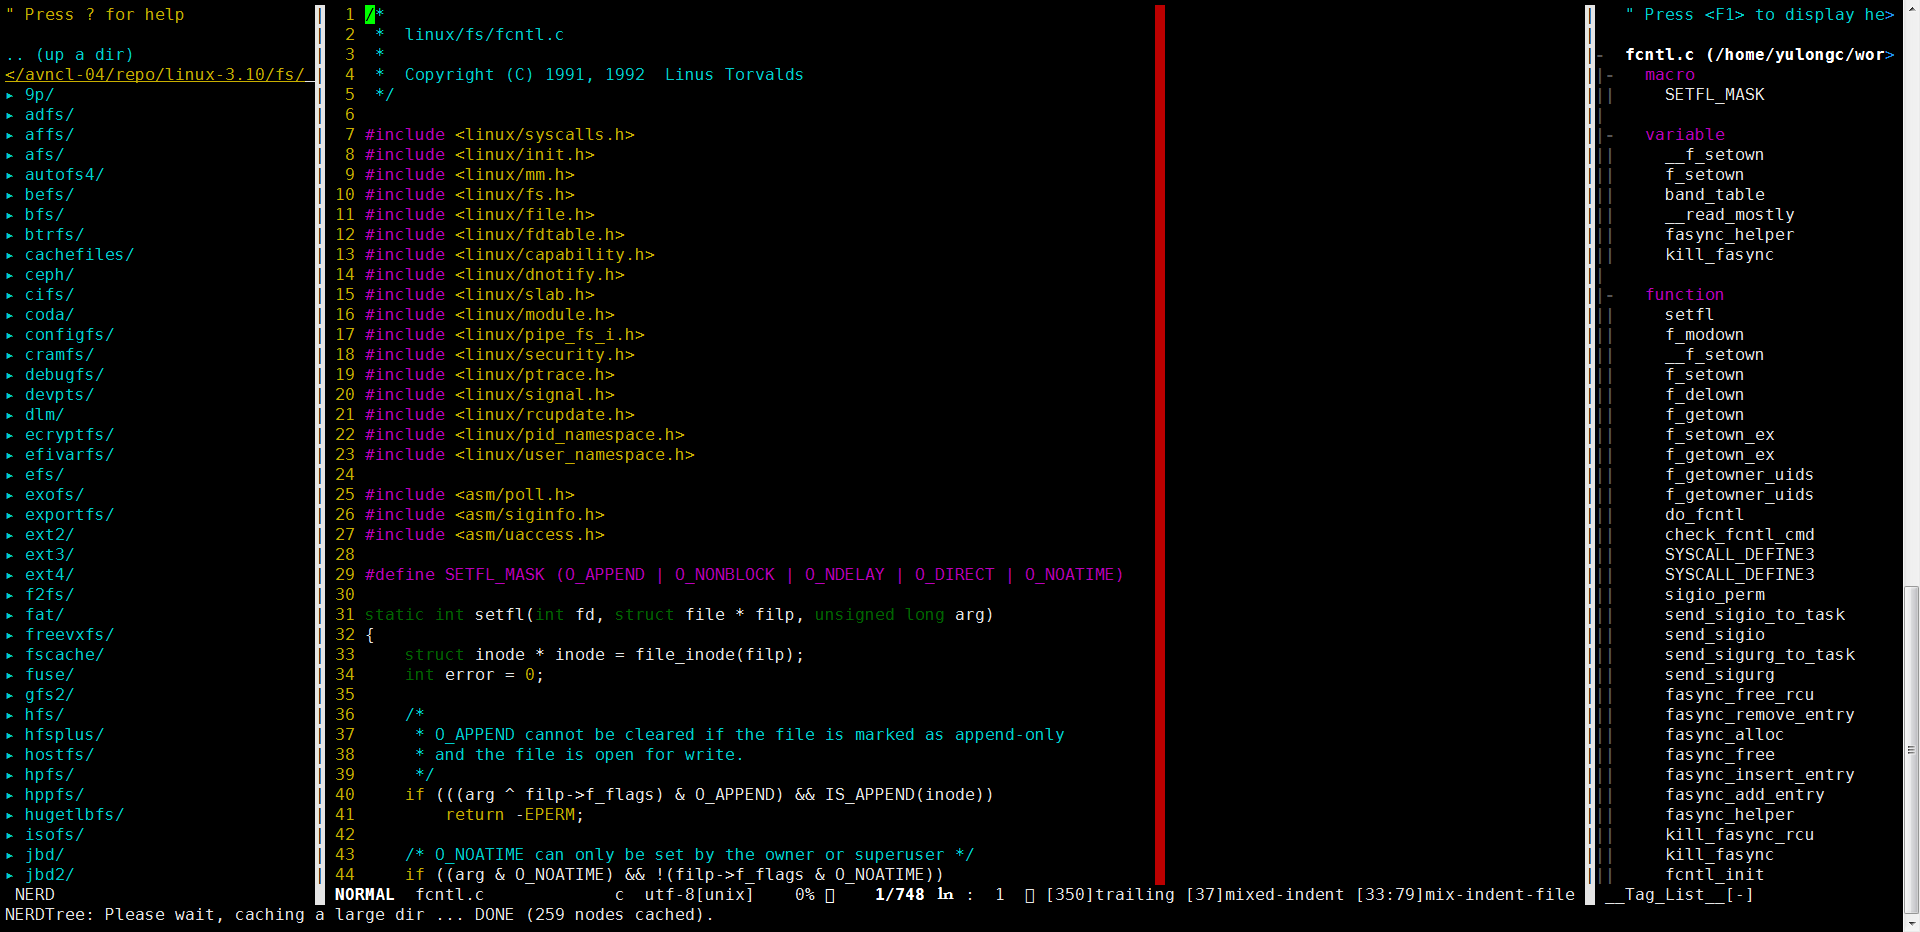 " Press ? for help
.. (up a dir)
</avncl-04/repo/linux-3.10/fs/
▸ 9p/
▸ adfs/
▸ affs/
▸ afs/
▸ autofs4/
▸ befs/
▸ bfs/
▸ btrfs/
▸ cachefiles/
▸ ceph/
▸ cifs/
▸ coda/
▸ configfs/
▸ cramfs/
▸ debugfs/
▸ devpts/
▸ dlm/
▸ ecryptfs/
▸ efivarfs/
▸ efs/
▸ exofs/
▸ exportfs/
▸ ext2/
▸ ext3/
▸ ext4/
▸ f2fs/
▸ fat/
▸ freevxfs/
▸ fscache/
▸ fuse/
▸ gfs2/
▸ hfs/
▸ hfsplus/
▸ hostfs/
▸ hpfs/
▸ hppfs/
▸ hugetlbfs/
▸ isofs/
▸ jbd/
▸ jbd2/
NERD
1 /*
2  *  linux/fs/fcntl.c
3  *
4  *  Copyright (C) 1991, 1992  Linus Torvalds
5  */
6
7 #include <linux/syscalls.h>
8 #include <linux/init.h>
9 #include <linux/mm.h>
10 #include <linux/fs.h>
11 #include <linux/file.h>
12 #include <linux/fdtable.h>
13 #include <linux/capability.h>
14 #include <linux/dnotify.h>
15 #include <linux/slab.h>
16 #include <linux/module.h>
17 #include <linux/pipe_fs_i.h>
18 #include <linux/security.h>
19 #include <linux/ptrace.h>
20 #include <linux/signal.h>
21 #include <linux/rcupdate.h>
22 #include <linux/pid_namespace.h>
23 #include <linux/user_namespace.h>
24
25 #include <asm/poll.h>
26 #include <asm/siginfo.h>
27 #include <asm/uaccess.h>
28
29 #define SETFL_MASK (O_APPEND | O_NONBLOCK | O_NDELAY | O_DIRECT | O_NOATIME)
30
31 static int setfl(int fd, struct file * filp, unsigned long arg)
32 {
33     struct inode * inode = file_inode(filp);
34     int error = 0;
35
36     /*
37      * O_APPEND cannot be cleared if the file is marked as append-only
38      * and the file is open for write.
39      */
40     if (((arg ^ filp->f_flags) & O_APPEND) && IS_APPEND(inode))
41         return -EPERM;
42
43     /* O_NOATIME can only be set by the owner or superuser */
44     if ((arg & O_NOATIME) && !(filp->f_flags & O_NOATIME))
NORMAL  fcntl.c  c  utf-8[unix]  0%  1/748 ln :  1  [350]trailing [37]mixed-indent [33:79]mix-indent-file
" Press <F1> to display he>
- fcntl.c (/home/yulongc/wor>
|-   macro
||     SETFL_MASK
|
|-   variable
||     __f_setown
||     f_setown
||     band_table
||     __read_mostly
||     fasync_helper
||     kill_fasync
|
|-   function
||     setfl
||     f_modown
||     __f_setown
||     f_setown
||     f_delown
||     f_getown
||     f_setown_ex
||     f_getown_ex
||     f_getowner_uids
||     f_getowner_uids
||     do_fcntl
||     check_fcntl_cmd
||     SYSCALL_DEFINE3
||     SYSCALL_DEFINE3
||     sigio_perm
||     send_sigio_to_task
||     send_sigio
||     send_sigurg_to_task
||     send_sigurg
||     fasync_free_rcu
||     fasync_remove_entry
||     fasync_alloc
||     fasync_free
||     fasync_insert_entry
||     fasync_add_entry
||     fasync_helper
||     kill_fasync_rcu
||     kill_fasync
||     fcntl_init
__Tag_List__[-]
NERDTree: Please wait, caching a large dir ... DONE (259 nodes cached).